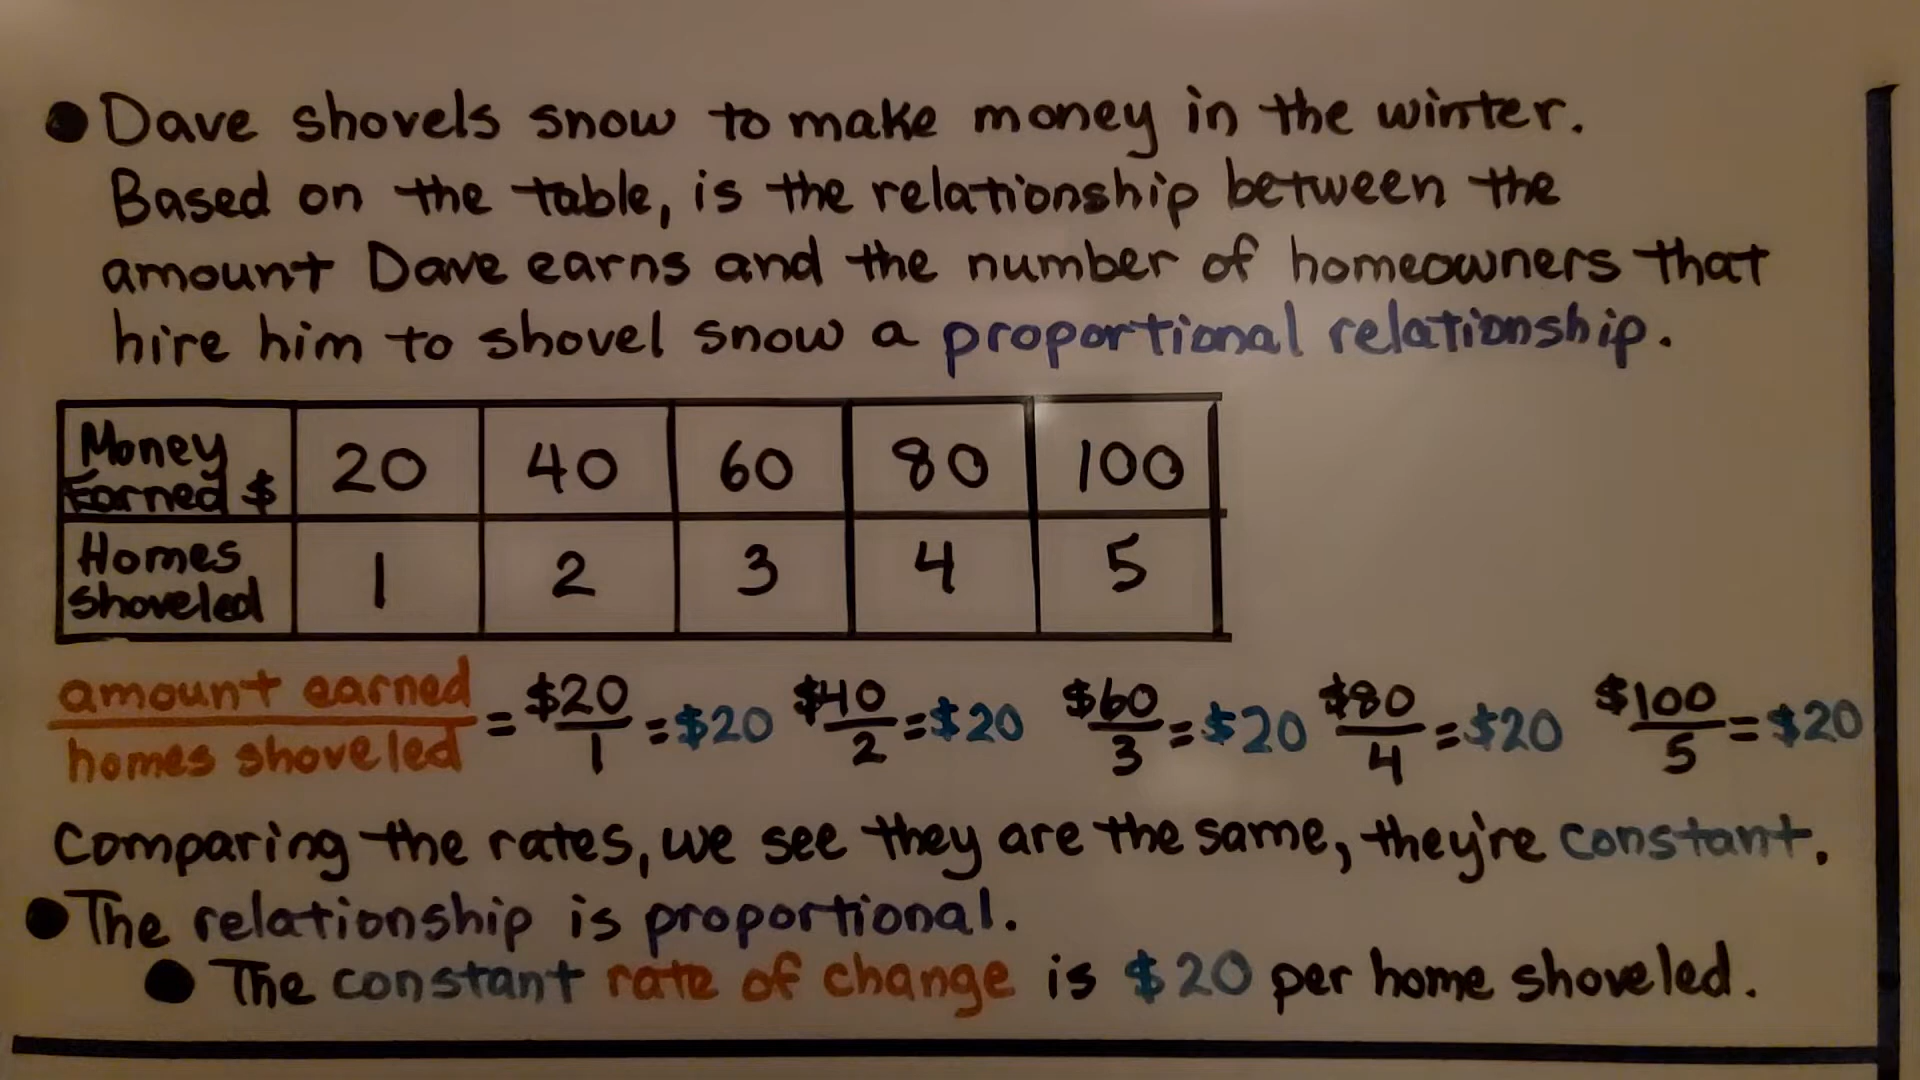 ● Dave shovels snow to make money in the winter.
Based on the table, is the relationship between the
amount Dave earns and the number of homeowners that
hire him to shovel snow a proportional relationship.
Money Earned $ 20 40 60 80 100
Homes shoveled 1 2 3 4 5
amount earned/homes shoveled = $20/1 = $20 $40/2 = $20 $60/3 = $20 $80/4 = $20 $100/5 = $20
Comparing the rates, we see they are the same, they're constant.
● The relationship is proportional.
● The constant rate of change is $20 per home shoveled.